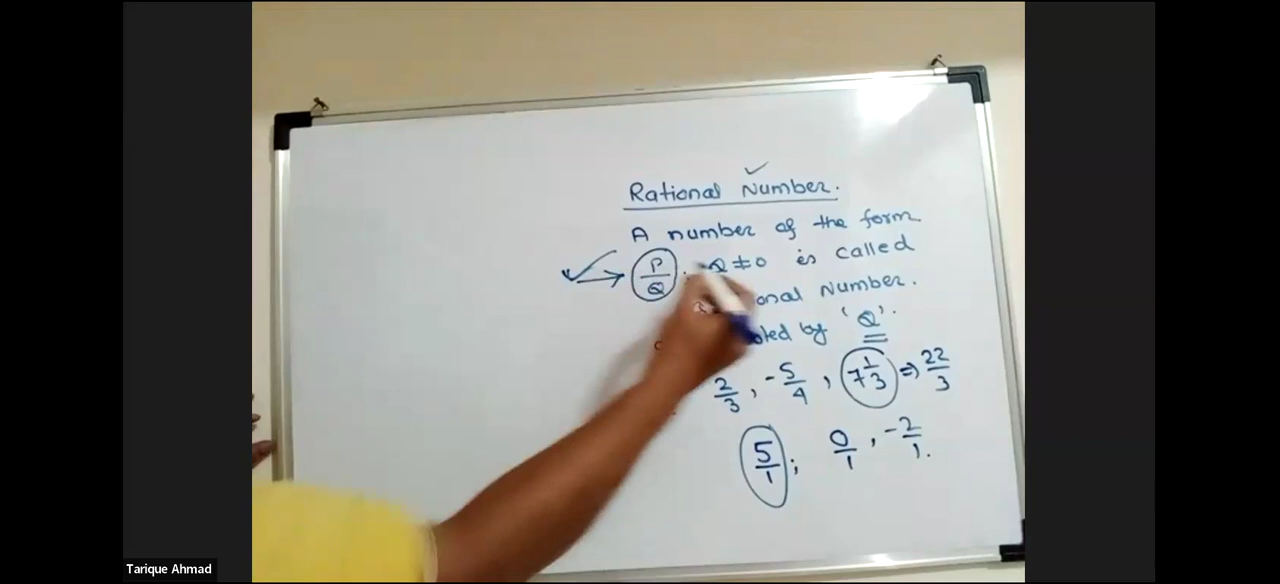 Rational Number.
A number of the form
P/Q, Q ≠ 0 is called
Number.
by 'Q'.
2/3, -5/4, 7 1/3 ⇒ 22/3
5/1; 0/1, -2/1.
Tarique Ahmad